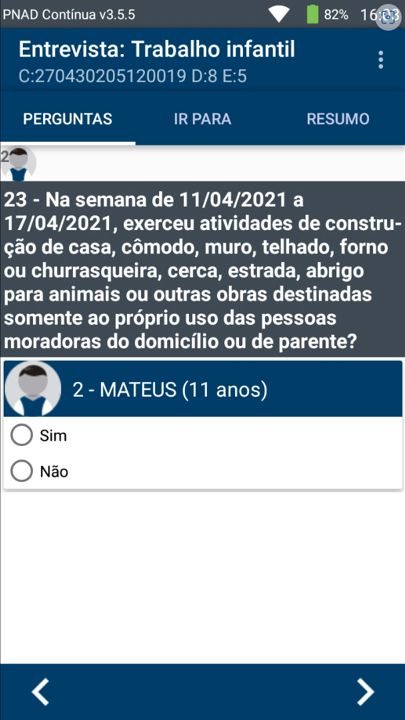 PNAD Contínua v3.5.5
82%
Entrevista: Trabalho infantil
C:270430205120019 D:8 E:5
PERGUNTAS IR PARA RESUMO
2
23 - Na semana de 11/04/2021 a
17/04/2021, exerceu atividades de constru-
ção de casa, cômodo, muro, telhado, forno
ou churrasqueira, cerca, estrada, abrigo
para animais ou outras obras destinadas
somente ao próprio uso das pessoas
moradoras do domicílio ou de parente?
2 - MATEUS (11 anos)
Sim
Não